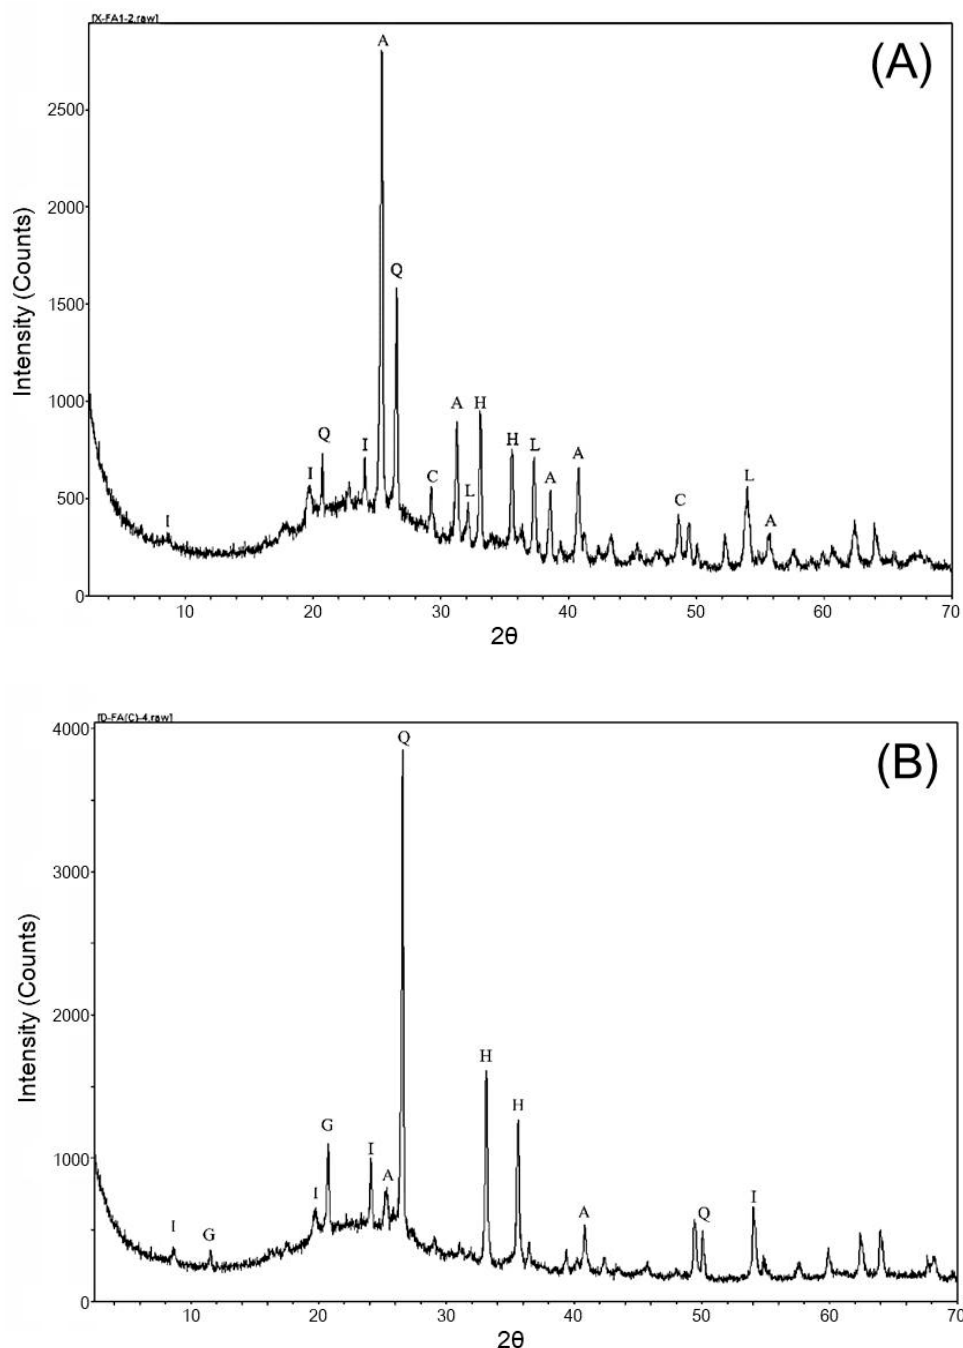 [X-FA1-2.raw]
(A)
A
2500
2000
Q
1500
Intensity (Counts)
1000
A H
Q I H L A
I C L A C L
500 I A
0
10 20 30 40 50 60 70
2θ
[D-FA(C)-4.raw]
4000
Q
(B)
3000
Intensity (Counts)
2000
H
G H
1000 I A
I G I A Q I
0
10 20 30 40 50 60 70
2θ